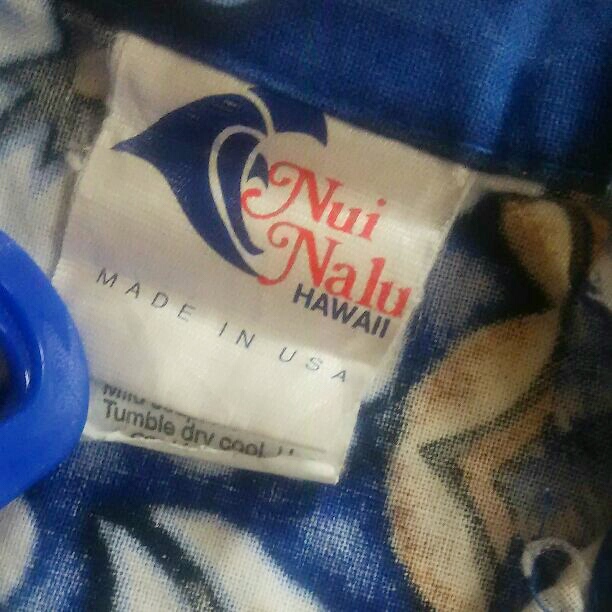 Nui
Nalu
HAWAII
MADE IN USA
Tumble dry cool.